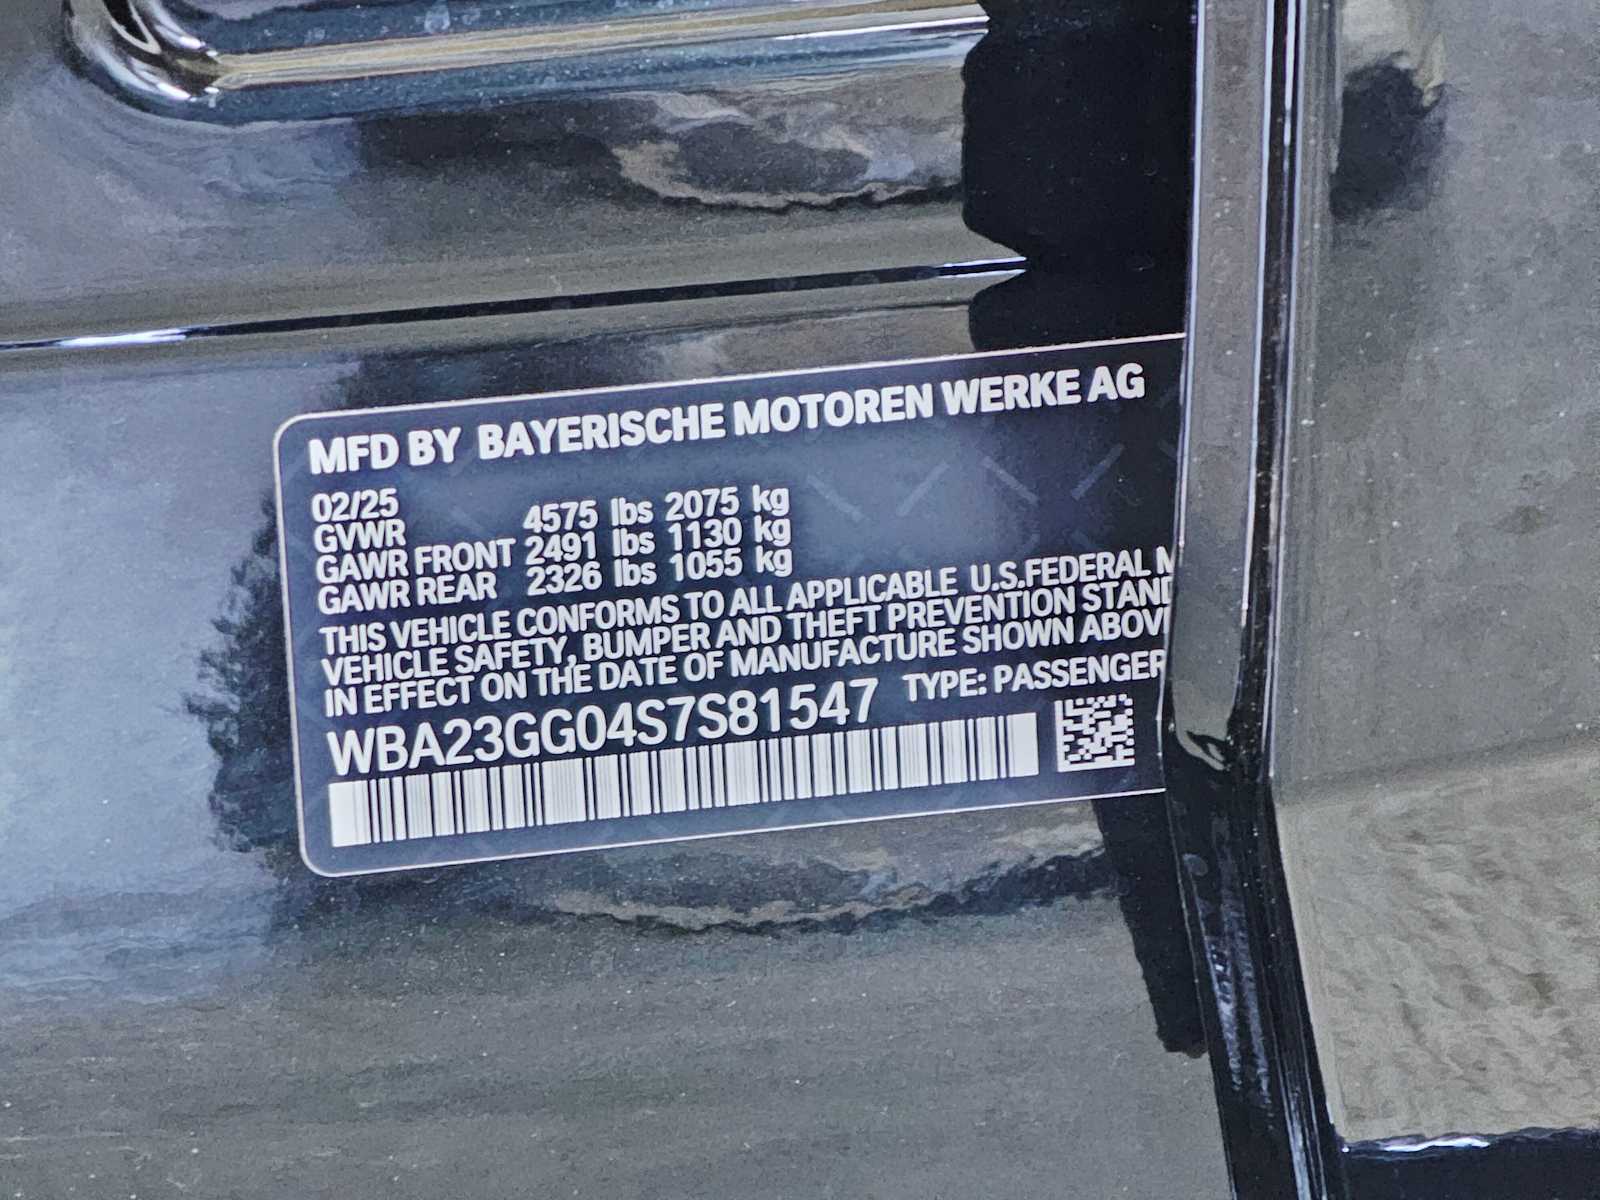 MFD BY BAYERISCHE MOTOREN WERKE AG
02/25
GVWR 4575 lbs 2075 kg
GAWR FRONT 2491 lbs 1130 kg
GAWR REAR 2326 lbs 1055 kg
THIS VEHICLE CONFORMS TO ALL APPLICABLE U.S.FEDERAL M
VEHICLE SAFETY, BUMPER AND THEFT PREVENTION STAND
IN EFFECT ON THE DATE OF MANUFACTURE SHOWN ABOV
WBA23GG04S7S81547 TYPE: PASSENGER